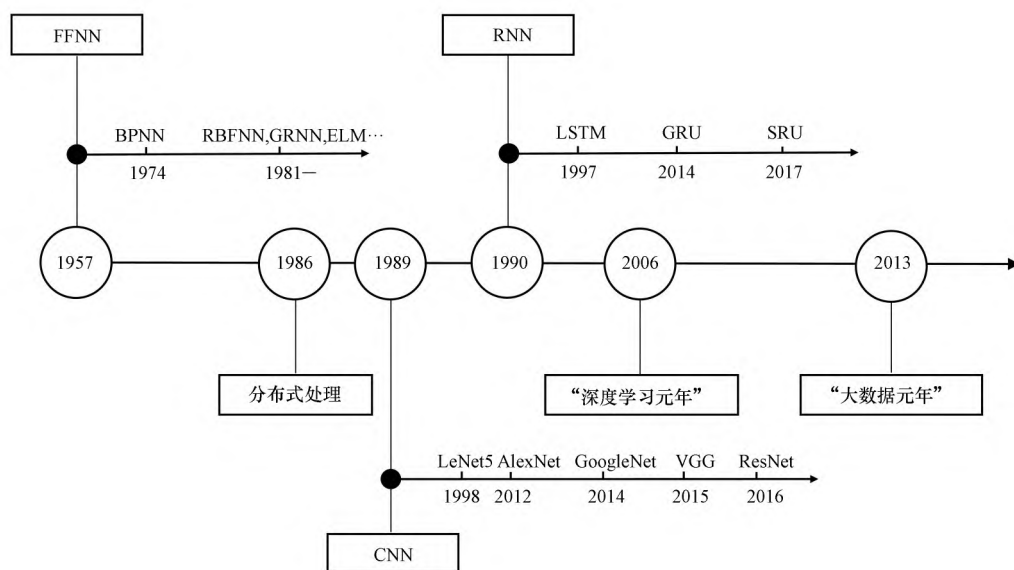 FFNN
RNN
BPNN
RBFNN,GRNN,ELM…
1974
1981—
LSTM
GRU
SRU
1997
2014
2017
1957
1986
1989
1990
2006
2013
分布式处理
“深度学习元年”
“大数据元年”
LeNet5 AlexNet GoogleNet VGG ResNet
1998 2012 2014 2015 2016
CNN